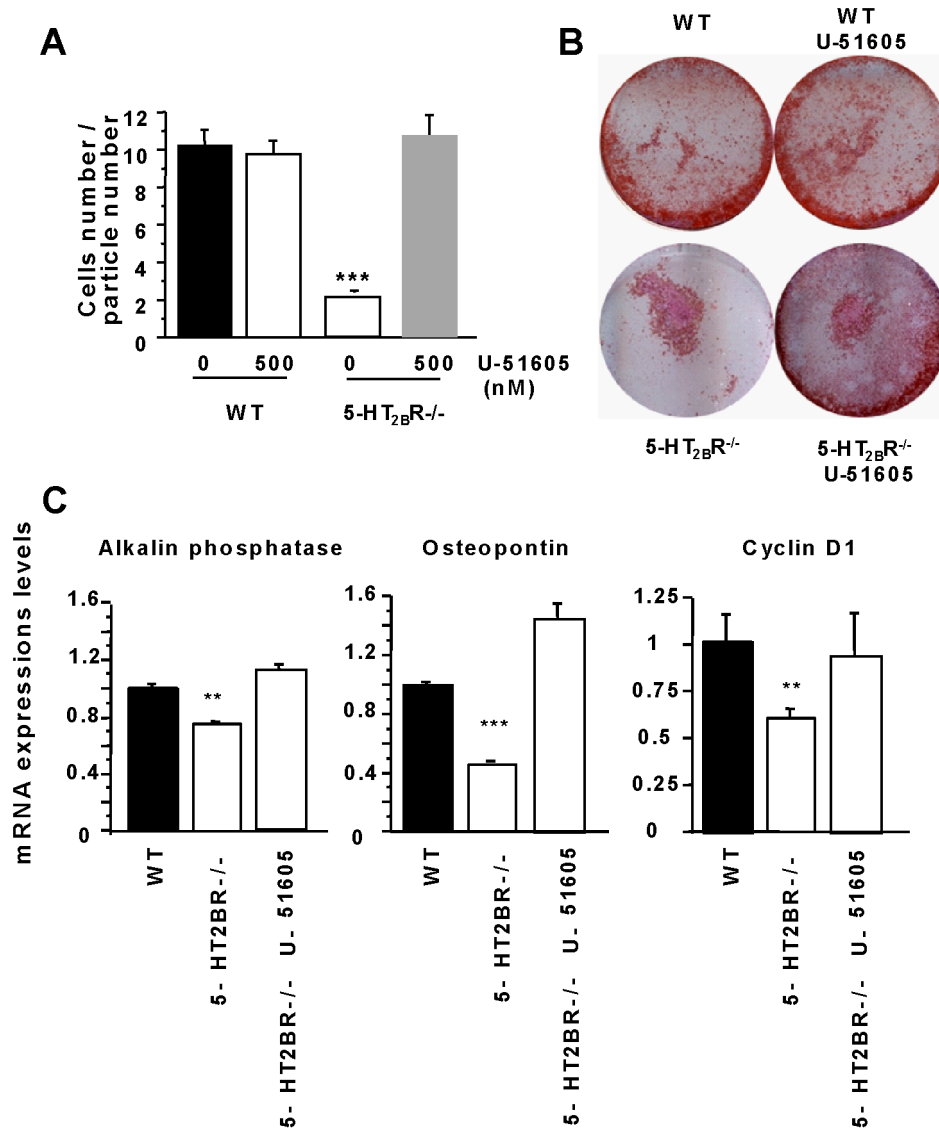 A
Cells number /
particle number
12
10
8
6
4
2
0
***
0 500 0 500 U-51605
(nM)
WT 5-HT2BR-/-
B
WT WT
U-51605
5-HT2BR-/- 5-HT2BR-/-
U-51605
C
mRNA expressions levels
Alkalin phosphatase
1.6
1.2
0.8
0.4
0
**
WT
5- HT2BR-/-
5- HT2BR-/- U- 51605
Osteopontin
1.6
1.2
0.8
0.4
0
***
WT
5- HT2BR-/-
5- HT2BR-/- U- 51605
Cyclin D1
1.25
1
0.75
0.5
0.25
0
**
WT
5- HT2BR-/-
5- HT2BR-/- U- 51605